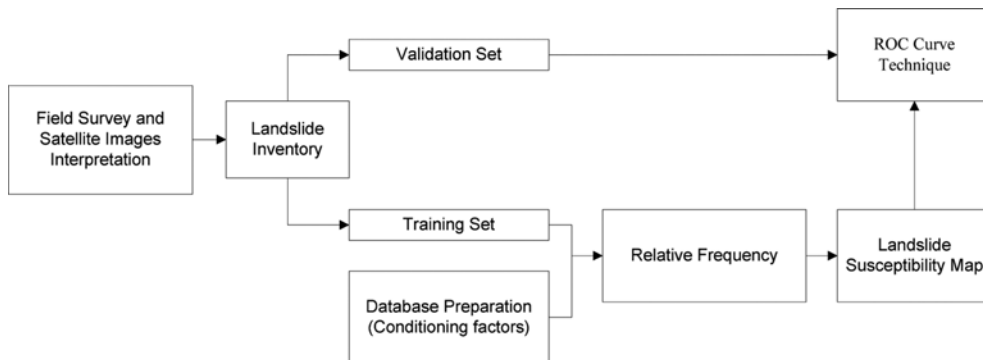 Field Survey and
Satellite Images
Interpretation
Landslide
Inventory
Validation Set
ROC Curve
Technique
Training Set
Database Preparation
(Conditioning factors)
Relative Frequency
Landslide
Susceptibility Map